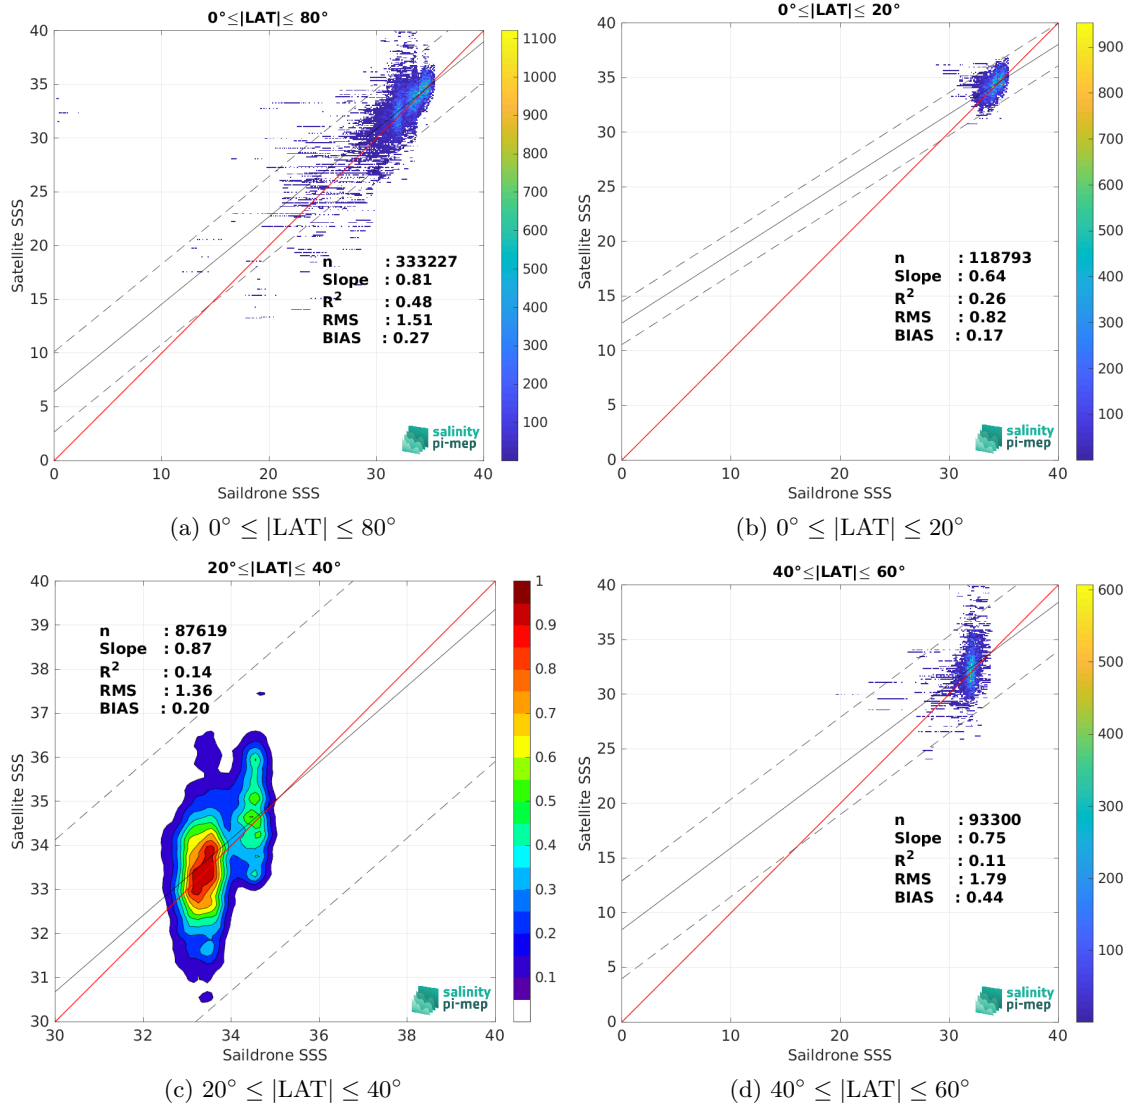 0°≤|LAT|≤ 80°
40
35
30
25
20
15
10
5
0
Satellite SSS
0
10
20
30
40
Saildrone SSS
n : 333227
Slope : 0.81
R² : 0.48
RMS : 1.51
BIAS : 0.27
salinity
pi-mep
1100
1000
900
800
700
600
500
400
300
200
100
(a) 0° ≤ |LAT| ≤ 80°
0°≤|LAT|≤ 20°
40
35
30
25
20
15
10
5
0
Satellite SSS
0
10
20
30
40
Saildrone SSS
n : 118793
Slope : 0.64
R² : 0.26
RMS : 0.82
BIAS : 0.17
salinity
pi-mep
900
800
700
600
500
400
300
200
100
(b) 0° ≤ |LAT| ≤ 20°
20°≤|LAT|≤ 40°
40
39
38
37
36
35
34
33
32
31
30
Satellite SSS
30
32
34
36
38
40
Saildrone SSS
n : 87619
Slope : 0.87
R² : 0.14
RMS : 1.36
BIAS : 0.20
salinity
pi-mep
1
0.9
0.8
0.7
0.6
0.5
0.4
0.3
0.2
0.1
(c) 20° ≤ |LAT| ≤ 40°
40°≤|LAT|≤ 60°
40
35
30
25
20
15
10
5
0
Satellite SSS
0
10
20
30
40
Saildrone SSS
n : 93300
Slope : 0.75
R² : 0.11
RMS : 1.79
BIAS : 0.44
salinity
pi-mep
600
500
400
300
200
100
(d) 40° ≤ |LAT| ≤ 60°